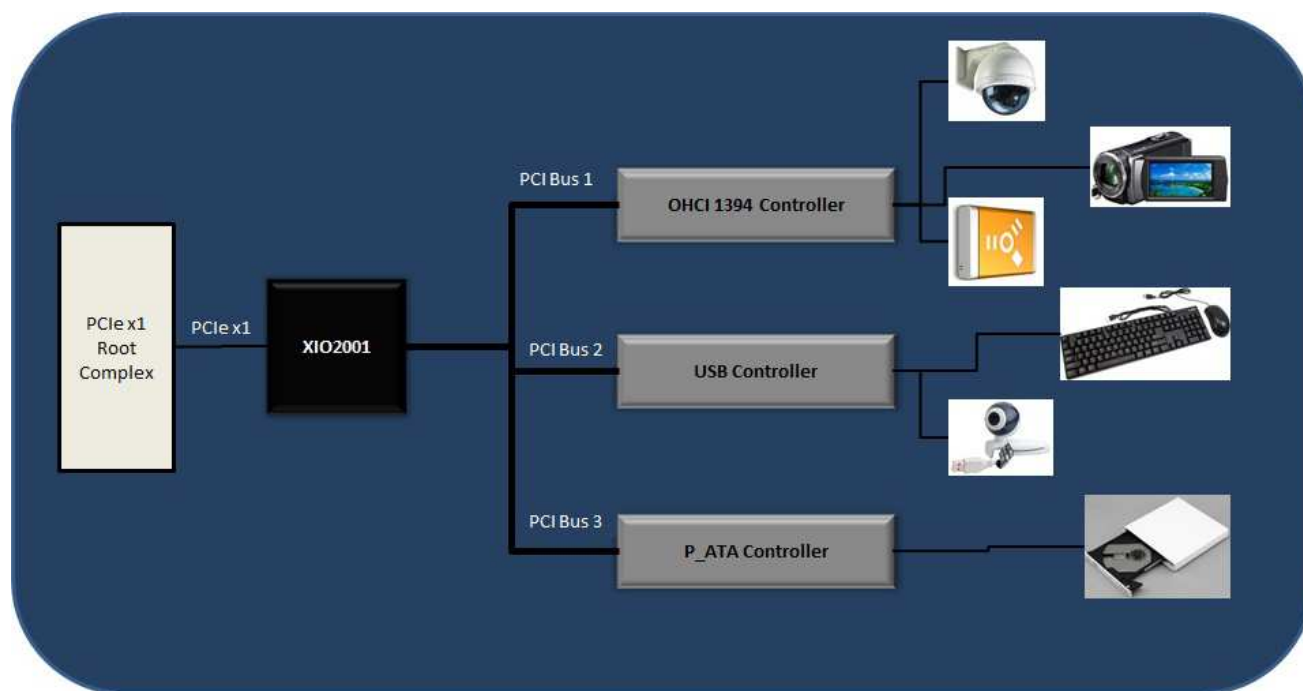 PCI Bus 1
OHCI 1394 Controller
PCIe x1
Root
Complex
PCIe x1
XIO2001
PCI Bus 2
USB Controller
PCI Bus 3
P_ATA Controller